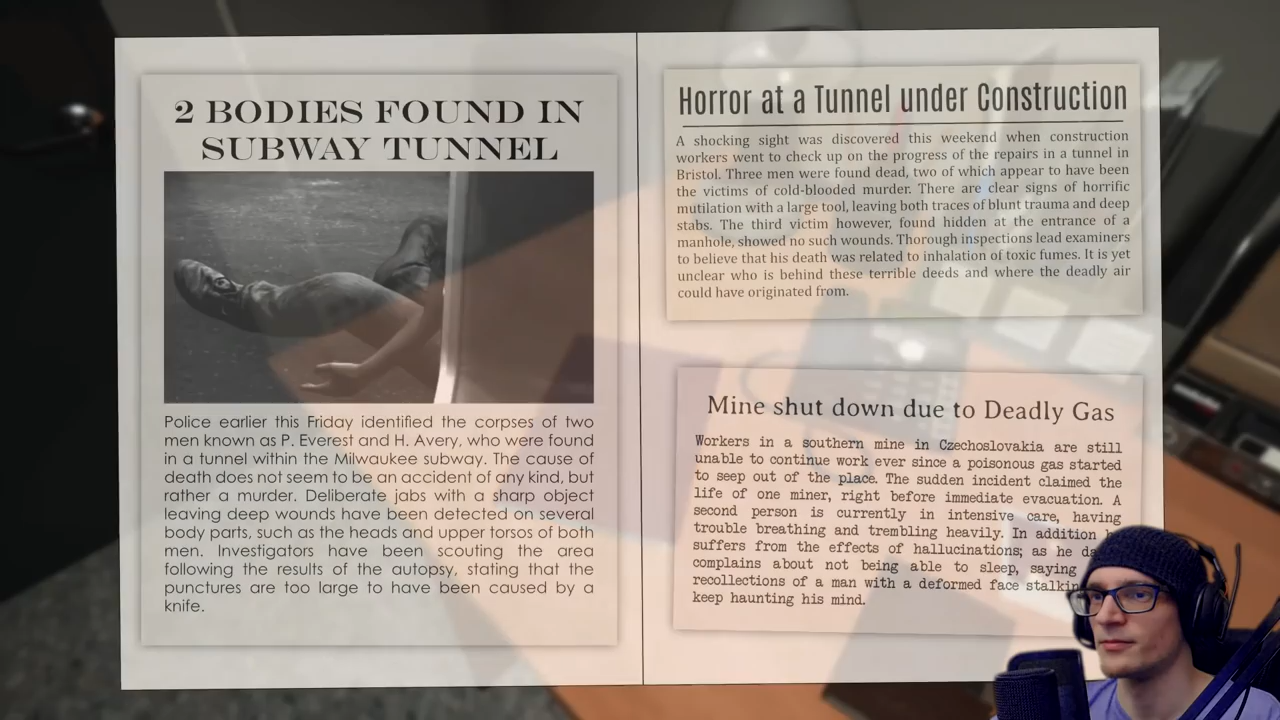 2 BODIES FOUND IN
SUBWAY TUNNEL
Police earlier this Friday identified the corpses of two
men known as P. Everest and H. Avery, who were found
in a tunnel within the Milwaukee subway. The cause of
death does not seem to be an accident of any kind, but
rather a murder. Deliberate jabs with a sharp object
leaving deep wounds have been detected on several
body parts, such as the heads and upper torsos of both
men. Investigators have been scouting the area
following the results of the autopsy, stating that the
punctures are too large to have been caused by a
knife.
Horror at a Tunnel under Construction
A shocking sight was discovered this weekend when construction
workers went to check up on the progress of the repairs in a tunnel in
Bristol. Three men were found dead, two of which appear to have been
the victims of cold-blooded murder. There are clear signs of horrific
mutilation with a large tool, leaving both traces of blunt trauma and deep
stabs. The third victim however, found hidden at the entrance of a
manhole, showed no such wounds. Thorough inspections lead examiners
to believe that his death was related to inhalation of toxic fumes. It is yet
unclear who is behind these terrible deeds and where the deadly air
could have originated from.
Mine shut down due to Deadly Gas
Workers in a southern mine in Czechoslovakia are still
unable to continue work ever since a poisonous gas started
to seep out of the place. The sudden incident claimed the
life of one miner, right before immediate evacuation. A
second person is currently in intensive care, having
trouble breathing and trembling heavily. In addition
suffers from the effects of hallucinations; as he
complains about not being able to sleep, saying
recollections of a man with a deformed face
keep haunting his mind.